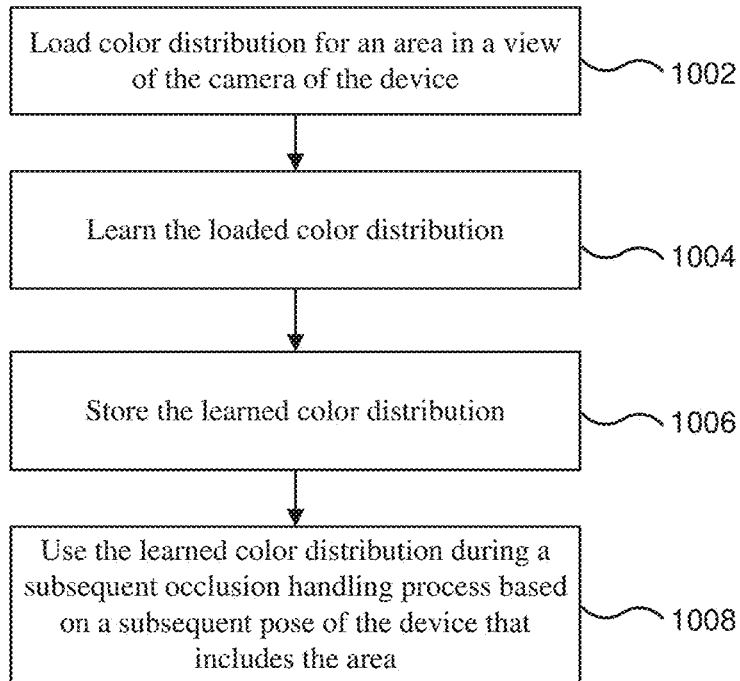 Load color distribution for an area in a view
of the camera of the device
1002
Learn the loaded color distribution
1004
Store the learned color distribution
1006
Use the learned color distribution during a
subsequent occlusion handling process based
on a subsequent pose of the device that
includes the area
1008